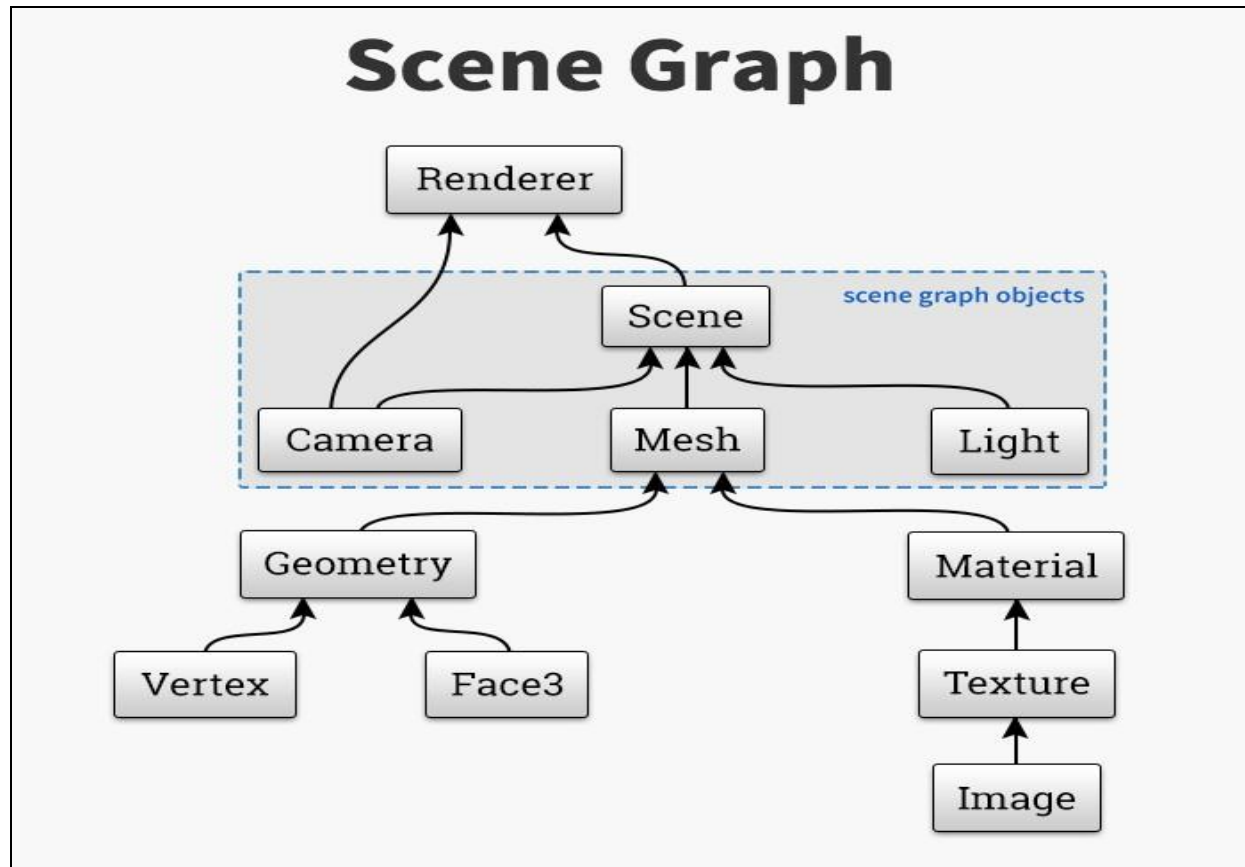 Scene Graph
Renderer
scene graph objects
Scene
Camera
Mesh
Light
Geometry
Material
Vertex
Face3
Texture
Image